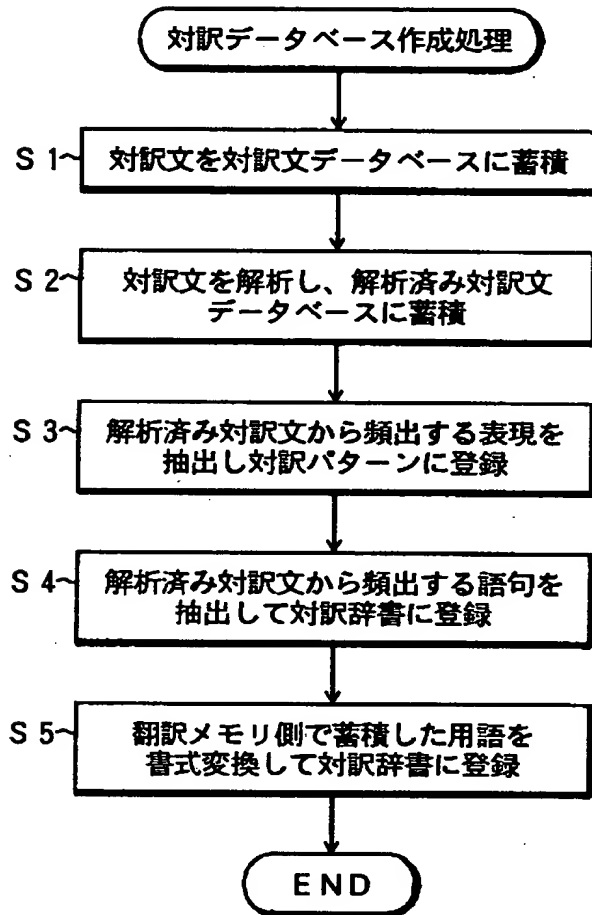 対訳データベース作成処理
S1~
対訳文を対訳文データベースに蓄積
S2~
対訳文を解析し、解析済み対訳文
データベースに蓄積
S3~
解析済み対訳文から頻出する表現を
抽出し対訳パターンに登録
S4~
解析済み対訳文から頻出する語句を
抽出して対訳辞書に登録
S5~
翻訳メモリ側で蓄積した用語を
書式変換して対訳辞書に登録
END